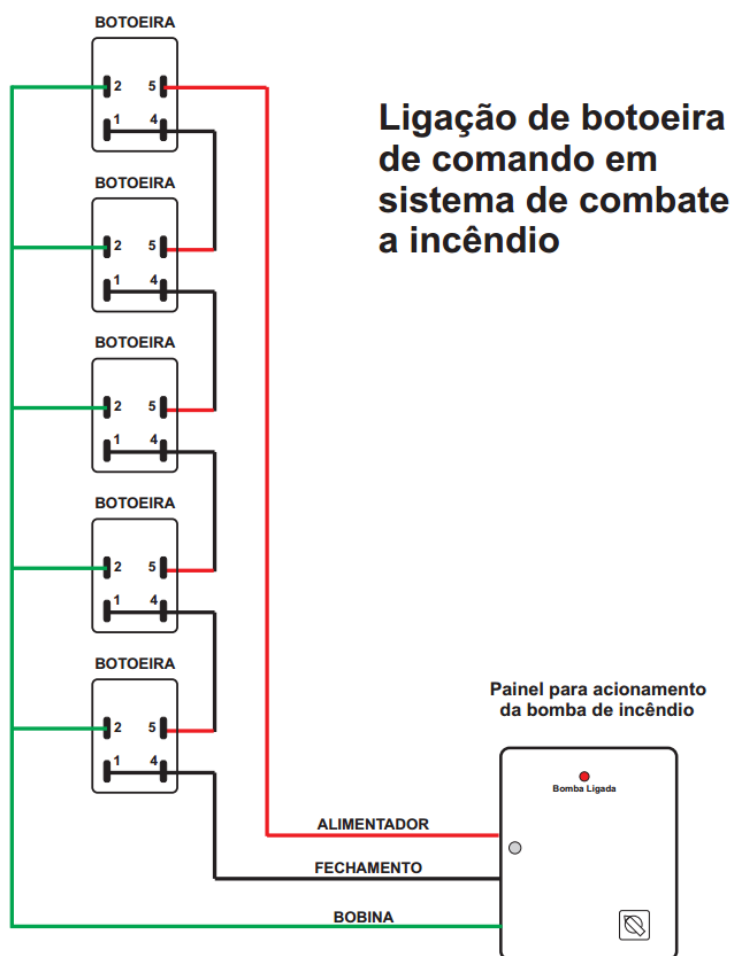 BOTOEIRA
2 5
1 4
Ligação de botoeira
de comando em
sistema de combate
a incêndio
BOTOEIRA
2 5
1 4
BOTOEIRA
2 5
1 4
BOTOEIRA
2 5
1 4
BOTOEIRA
2 5
1 4
Painel para acionamento
da bomba de incêndio
Bomba Ligada
ALIMENTADOR
FECHAMENTO
BOBINA